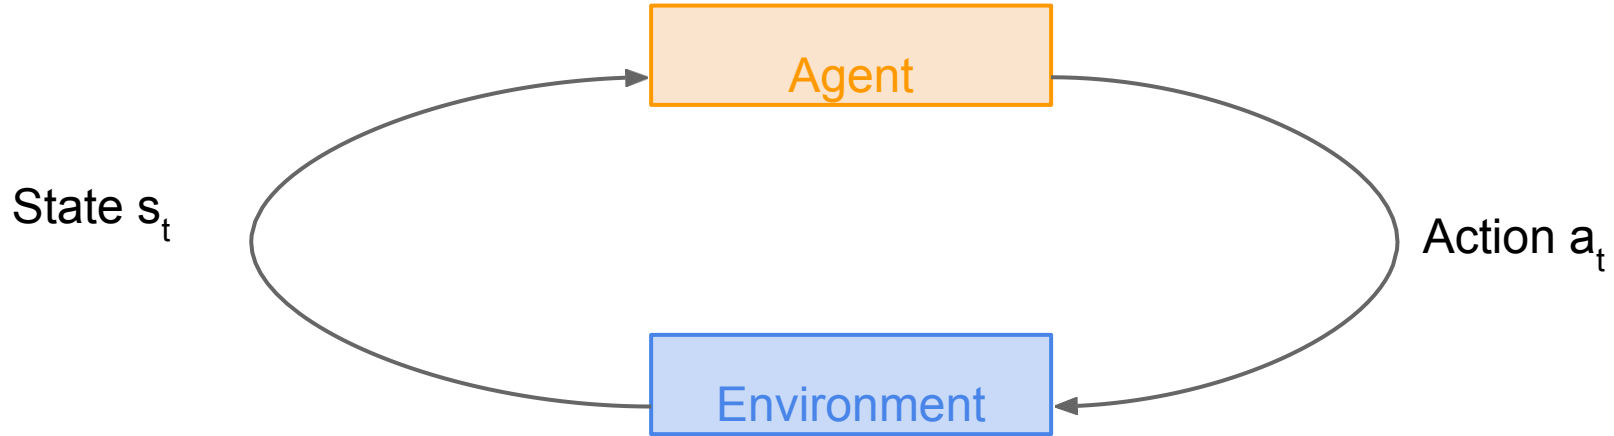 Agent
State s_t
Action a_t
Environment